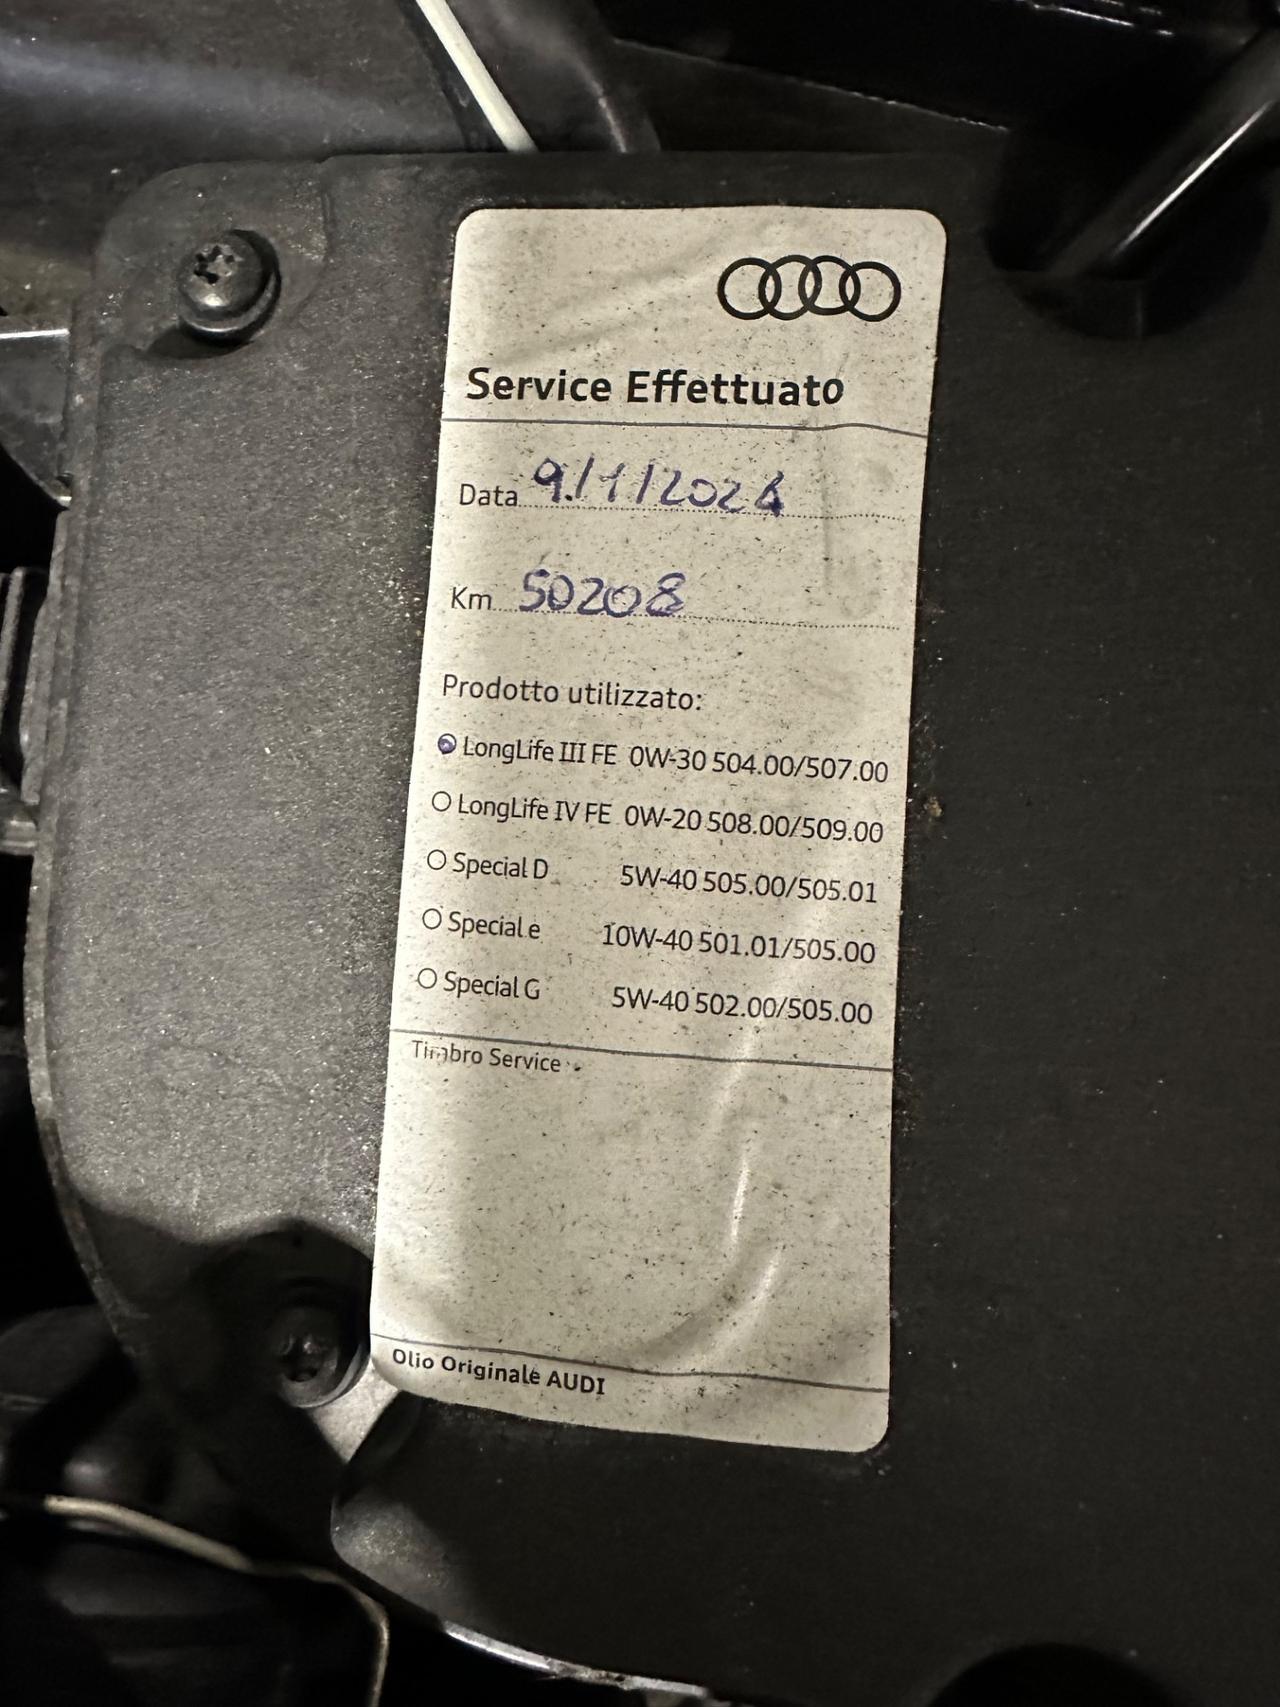 Service Effettuato
Data 9/1/2024
Km 50208
Prodotto utilizzato:
LongLife III FE 0W-30 504.00/507.00
LongLife IV FE 0W-20 508.00/509.00
Special D 5W-40 505.00/505.01
Special e 10W-40 501.01/505.00
Special G 5W-40 502.00/505.00
Timbro Service
Olio Originale AUDI